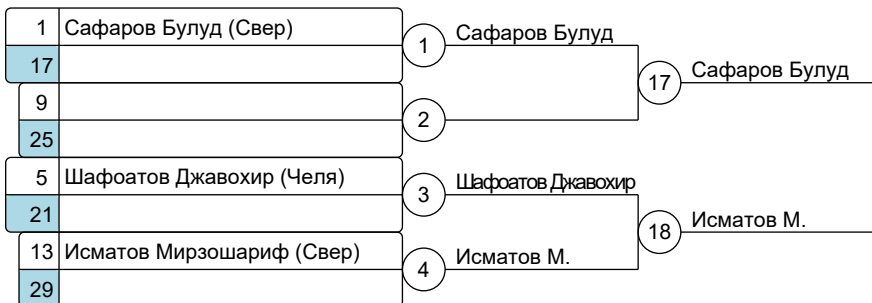 1 Сафаров Булуд (Свер)
17
1 Сафаров Булуд
9
25
2
17 Сафаров Булуд
5 Шафоатов Джавохир (Челя)
21
3 Шафоатов Джавохир
13 Исматов Мирзошариф (Свер)
29
4 Исматов М.
18 Исматов М.